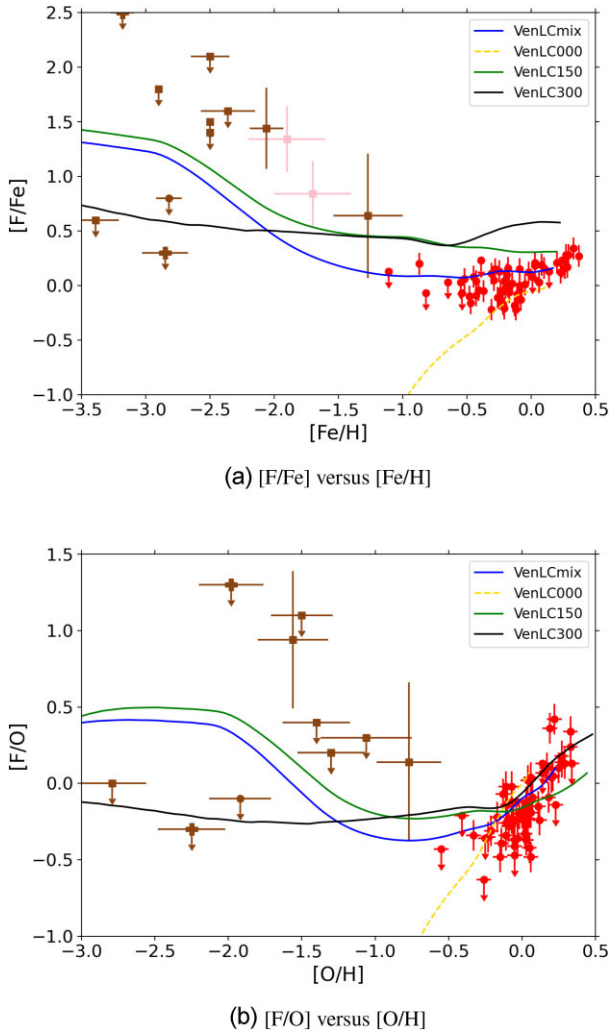 2.5
2.0
1.5
1.0
0.5
0.0
−0.5
−1.0
[F/Fe]
VenLCmix
VenLC000
VenLC150
VenLC300
−3.5 −3.0 −2.5 −2.0 −1.5 −1.0 −0.5 0.0 0.5
[Fe/H]
(a) [F/Fe] versus [Fe/H]
1.5
1.0
0.5
0.0
−0.5
−1.0
[F/O]
VenLCmix
VenLC000
VenLC150
VenLC300
−3.0 −2.5 −2.0 −1.5 −1.0 −0.5 0.0 0.5
[O/H]
(b) [F/O] versus [O/H]